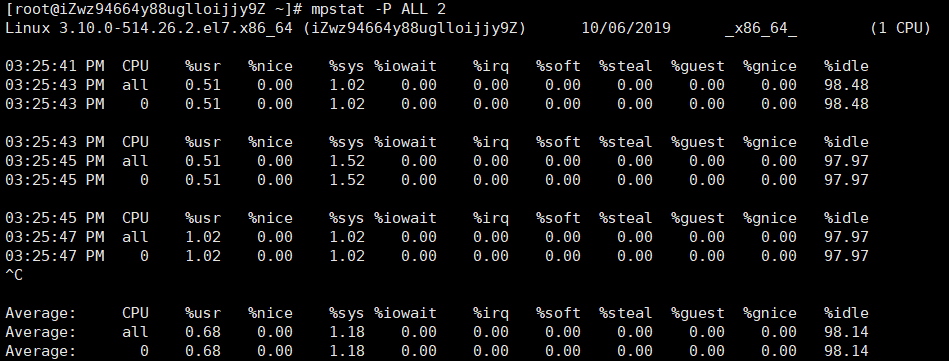 [root@iZwz94664y88uglloijjy9Z ~]# mpstat -P ALL 2
Linux 3.10.0-514.26.2.el7.x86_64 (iZwz94664y88uglloijjy9Z)      10/06/2019      _x86_64_        (1 CPU)

03:25:41 PM  CPU    %usr   %nice    %sys %iowait    %irq   %soft  %steal  %guest  %gnice   %idle
03:25:43 PM  all    0.51    0.00    1.02    0.00    0.00    0.00    0.00    0.00    0.00   98.48
03:25:43 PM    0    0.51    0.00    1.02    0.00    0.00    0.00    0.00    0.00    0.00   98.48

03:25:43 PM  CPU    %usr   %nice    %sys %iowait    %irq   %soft  %steal  %guest  %gnice   %idle
03:25:45 PM  all    0.51    0.00    1.52    0.00    0.00    0.00    0.00    0.00    0.00   97.97
03:25:45 PM    0    0.51    0.00    1.52    0.00    0.00    0.00    0.00    0.00    0.00   97.97

03:25:45 PM  CPU    %usr   %nice    %sys %iowait    %irq   %soft  %steal  %guest  %gnice   %idle
03:25:47 PM  all    1.02    0.00    1.02    0.00    0.00    0.00    0.00    0.00    0.00   97.97
03:25:47 PM    0    1.02    0.00    1.02    0.00    0.00    0.00    0.00    0.00    0.00   97.97
^C

Average:     CPU    %usr   %nice    %sys %iowait    %irq   %soft  %steal  %guest  %gnice   %idle
Average:     all    0.68    0.00    1.18    0.00    0.00    0.00    0.00    0.00    0.00   98.14
Average:       0    0.68    0.00    1.18    0.00    0.00    0.00    0.00    0.00    0.00   98.14